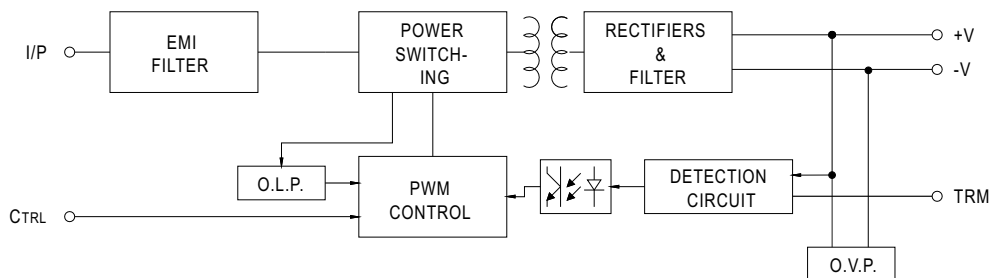 I/P
EMI
FILTER
POWER
SWITCH-
ING
RECTIFIERS
&
FILTER
+V
-V
O.L.P.
PWM
CONTROL
DETECTION
CIRCUIT
CTRL
TRM
O.V.P.